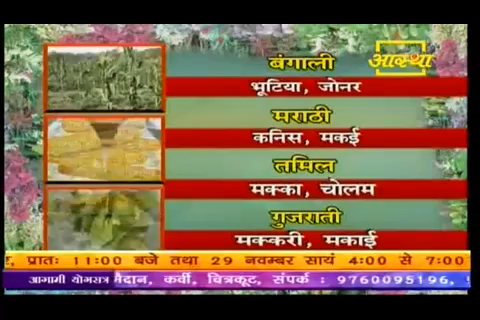 बंगाली
आस्था
भूटिया, जोनर
मराठी
कनिस, मकई
तमिल
मक्का, चोलम
गुजराती
मक्करी, मकाई
प्रातः 11:00 बजे तथा 29 नवम्बर सायं 4:00 से 7:00
आगामी योगसत्र मैदान, कर्वी, चित्रकूट, संपर्क : 9760095196,